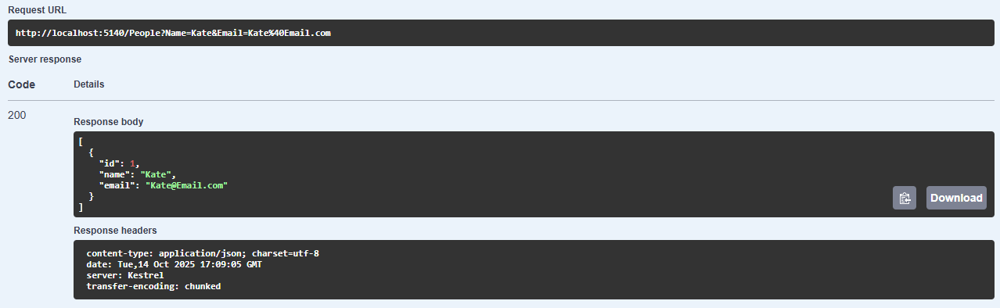 Request URL
http://localhost:5140/People?Name=Kate&Email=Kate%40Email.com
Server response
Code Details
200
Response body
[
  {
    "id": 1,
    "name": "Kate",
    "email": "Kate@Email.com"
  }
]
Download
Response headers
content-type: application/json; charset=utf-8
date: Tue,14 Oct 2025 17:09:05 GMT
server: Kestrel
transfer-encoding: chunked